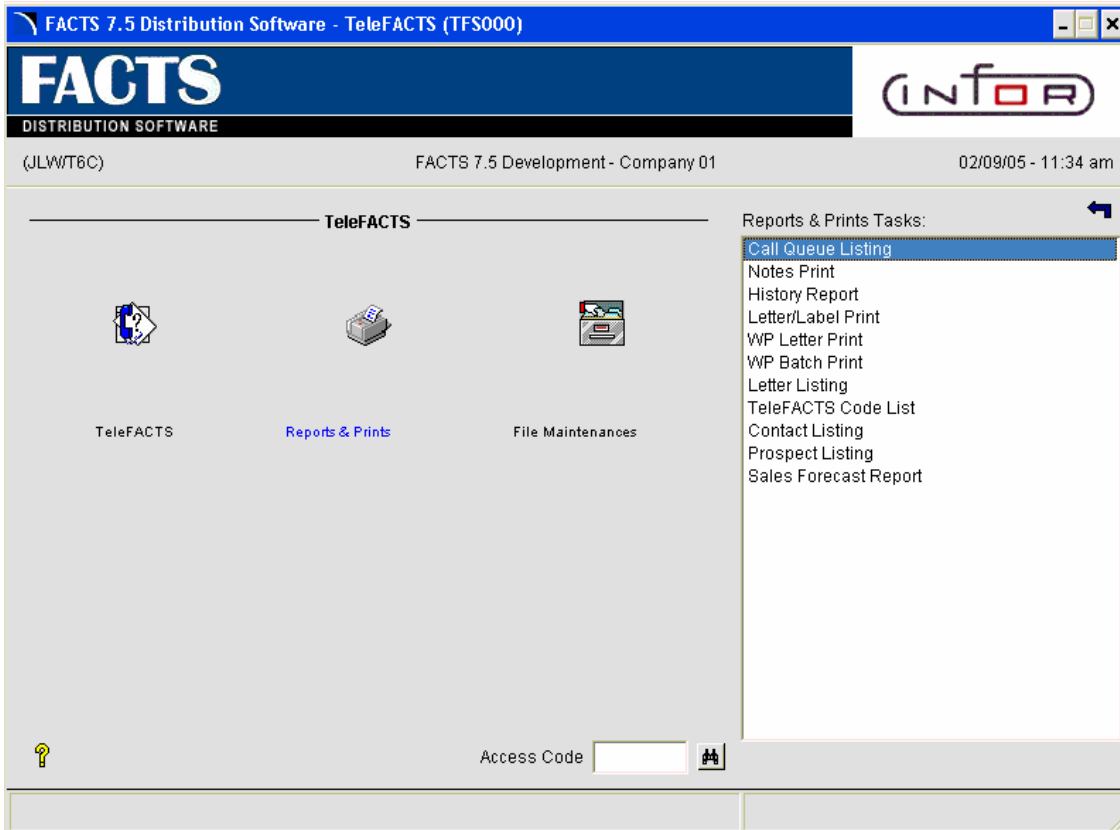 FACTS 7.5 Distribution Software - TeleFACTS (TFS000)
FACTS
DISTRIBUTION SOFTWARE
inFOR
(JLW/T6C)
FACTS 7.5 Development - Company 01
02/09/05 - 11:34 am
TeleFACTS
Reports & Prints Tasks:
Call Queue Listing
Notes Print
History Report
Letter/Label Print
WP Letter Print
WP Batch Print
Letter Listing
TeleFACTS Code List
Contact Listing
Prospect Listing
Sales Forecast Report
TeleFACTS
Reports & Prints
File Maintenances
Access Code